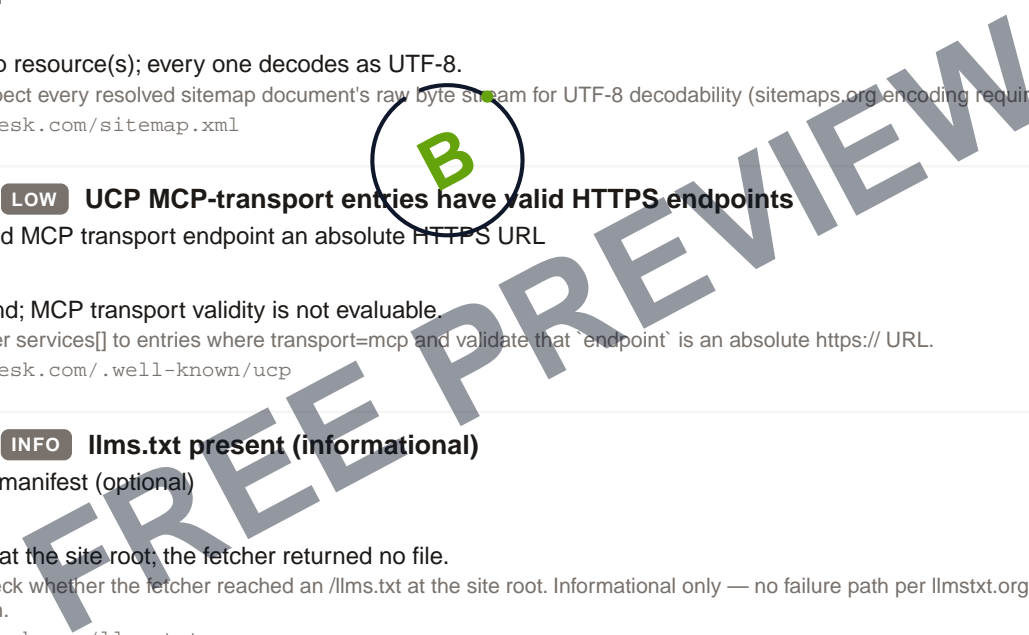 o resource(s); every one decodes as UTF-8.
pect every resolved sitemap document's raw byte stream for UTF-8 decodability (sitemaps.org encoding requir
esk.com/sitemap.xml
B
LOW UCP MCP-transport entries have valid HTTPS endpoints
d MCP transport endpoint an absolute HTTPS URL
nd; MCP transport validity is not evaluable.
er services[] to entries where transport=mcp and validate that `endpoint` is an absolute https:// URL.
esk.com/.well-known/ucp
INFO llms.txt present (informational)
manifest (optional)
at the site root; the fetcher returned no file.
eck whether the fetcher reached an /llms.txt at the site root. Informational only — no failure path per llmstxt.org
n.
FREE PREVIEW